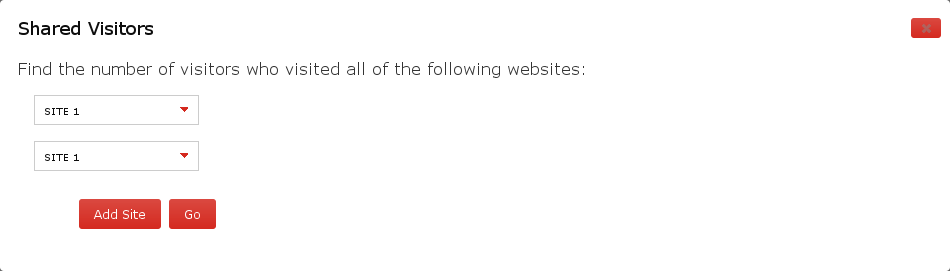 Shared Visitors
Find the number of visitors who visited all of the following websites:
SITE 1
SITE 1
Add Site Go